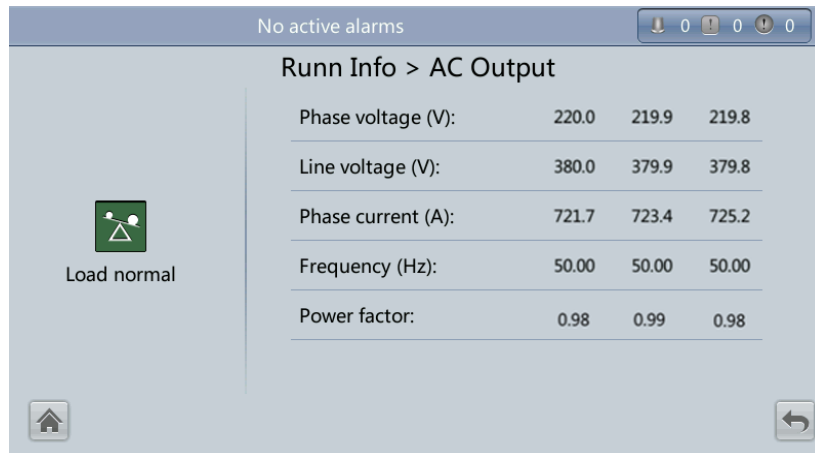 No active alarms 0 0 0
Runn Info > AC Output
Phase voltage (V): 220.0 219.9 219.8
Line voltage (V): 380.0 379.9 379.8
Phase current (A): 721.7 723.4 725.2
Frequency (Hz): 50.00 50.00 50.00
Power factor: 0.98 0.99 0.98
Load normal